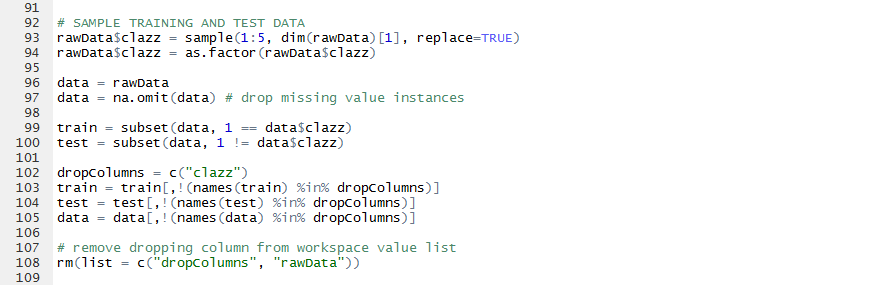 91
92 # SAMPLE TRAINING AND TEST DATA
93 rawData$clazz = sample(1:5, dim(rawData)[1], replace=TRUE)
94 rawData$clazz = as.factor(rawData$clazz)
95
96 data = rawData
97 data = na.omit(data) # drop missing value instances
98
99 train = subset(data, 1 == data$clazz)
100 test = subset(data, 1 != data$clazz)
101
102 dropColumns = c("clazz")
103 train = train[,!(names(train) %in% dropColumns)]
104 test = test[,!(names(test) %in% dropColumns)]
105 data = data[,!(names(data) %in% dropColumns)]
106
107 # remove dropping column from workspace value list
108 rm(list = c("dropColumns", "rawData"))
109